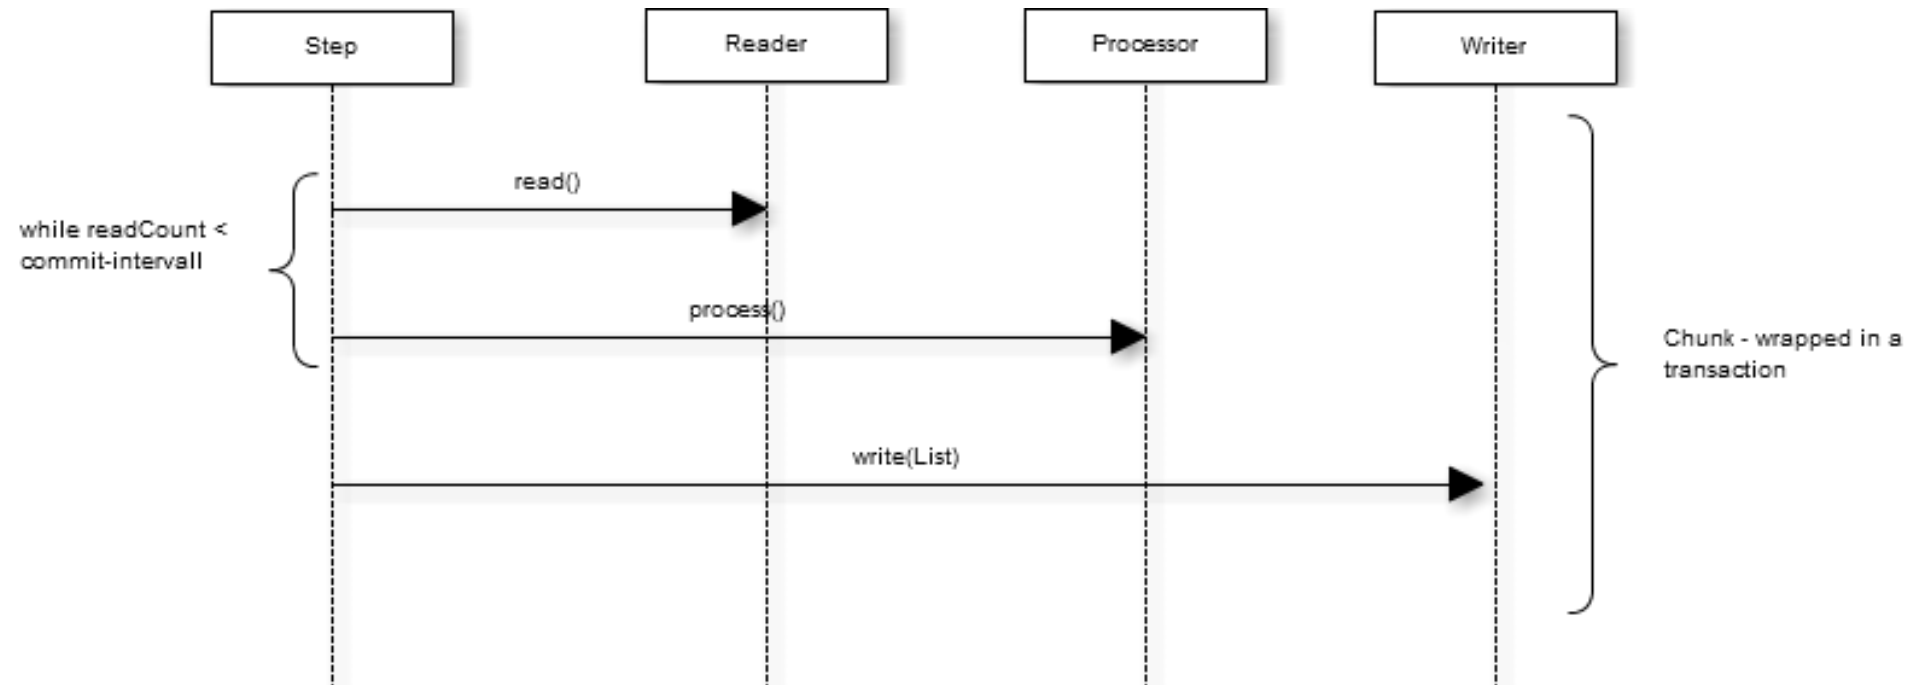 Step
Reader
Processor
Writer
read()
while readCount <
commit-intervall
process()
Chunk - wrapped in a
transaction
write(List)